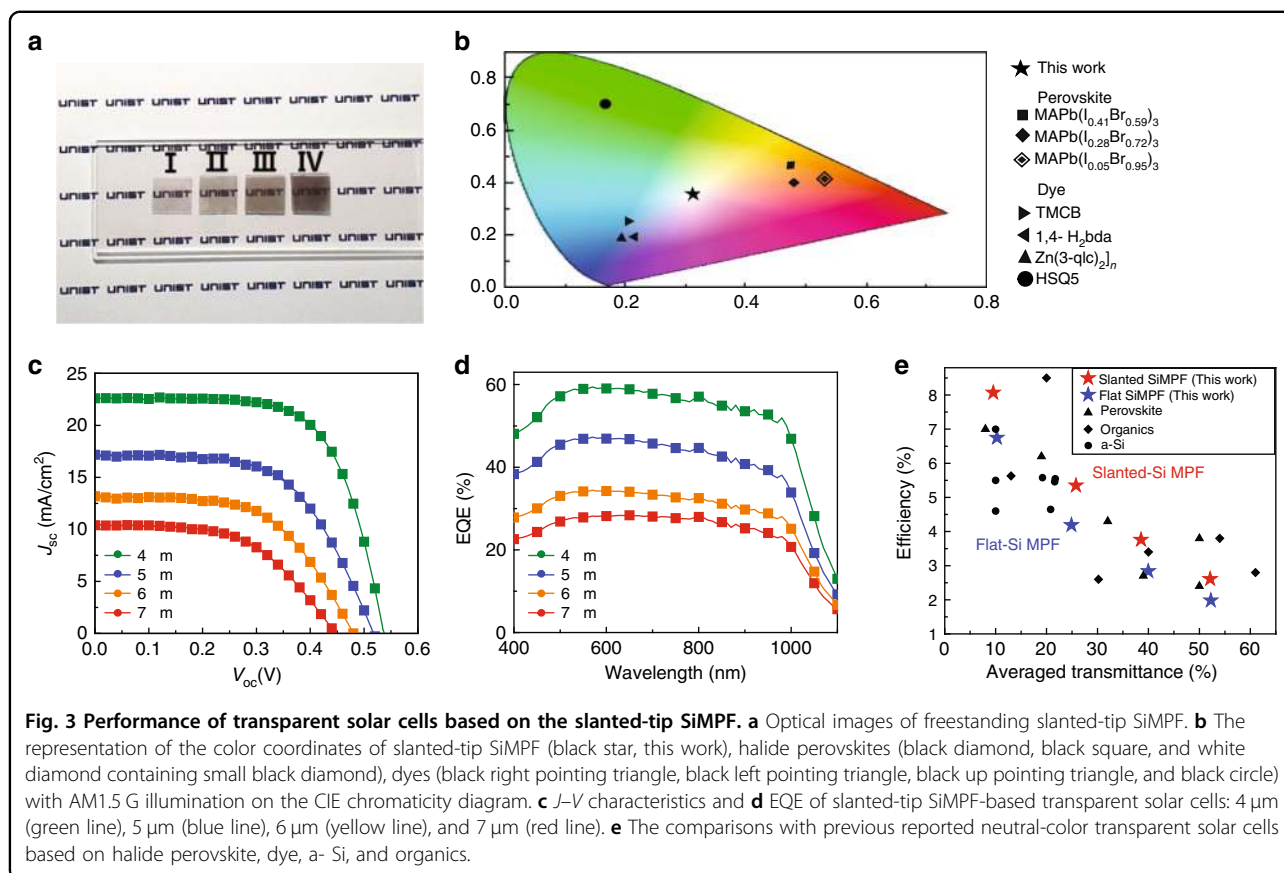 a
UNIST UNIST UNIST UNIST UNIST UNIST UNIST UNIST UNIST
UNIST UNIST UNIST UNIST UNIST UNIST UNIST UNIST UNIST
I II III IV
UNIST UNIST UNIST UNIST UNIST UNIST UNIST UNIST UNIST
UNIST UNIST UNIST UNIST UNIST UNIST UNIST UNIST UNIST
UNIST UNIST UNIST UNIST UNIST UNIST UNIST UNIST UNIST
b
0.8
0.6
0.4
0.2
0.0
0.0 0.2 0.4 0.6 0.8
This work
Perovskite
MAPb(I0.41Br0.59)3
MAPb(I0.28Br0.72)3
MAPb(I0.05Br0.95)3
Dye
TMCB
1,4- H2bda
Zn(3-qlc)2]n
HSQ5
c
25
20
15
10
5
0
Jsc (mA/cm2)
4 m
5 m
6 m
7 m
0.0 0.1 0.2 0.3 0.4 0.5 0.6
Voc(V)
d
60
40
20
0
EQE (%)
4 m
5 m
6 m
7 m
400 600 800 1000
Wavelength (nm)
e
8
7
6
5
4
3
2
1
Efficiency (%)
Slanted SiMPF (This work)
Flat SiMPF (This work)
Perovskite
Organics
a-Si
Slanted-Si MPF
Flat-Si MPF
10 20 30 40 50 60
Averaged transmittance (%)
Fig. 3 Performance of transparent solar cells based on the slanted-tip SiMPF. a Optical images of freestanding slanted-tip SiMPF. b The
representation of the color coordinates of slanted-tip SiMPF (black star, this work), halide perovskites (black diamond, black square, and white
diamond containing small black diamond), dyes (black right pointing triangle, black left pointing triangle, black up pointing triangle, and black circle)
with AM1.5 G illumination on the CIE chromaticity diagram. c J–V characteristics and d EQE of slanted-tip SiMPF-based transparent solar cells: 4 μm
(green line), 5 μm (blue line), 6 μm (yellow line), and 7 μm (red line). e The comparisons with previous reported neutral-color transparent solar cells
based on halide perovskite, dye, a- Si, and organics.